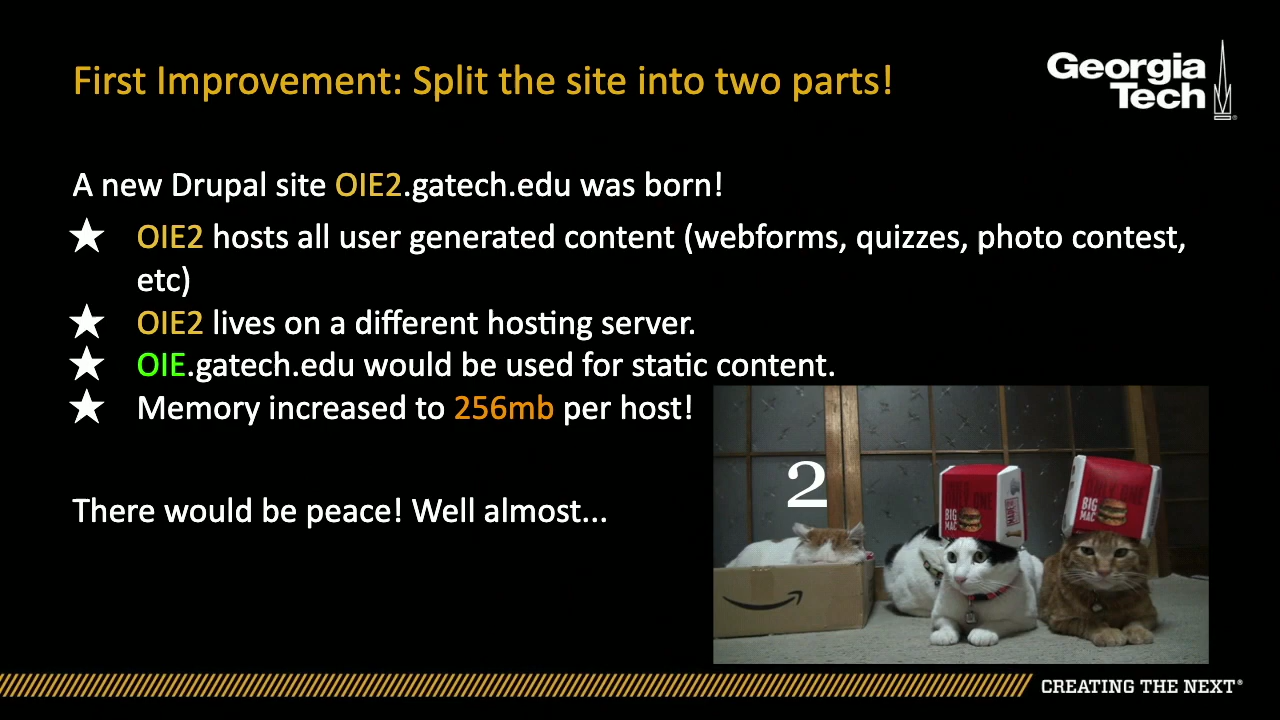 First Improvement: Split the site into two parts!
Georgia
Tech
A new Drupal site OIE2.gatech.edu was born!
★ OIE2 hosts all user generated content (webforms, quizzes, photo contest,
etc)
★ OIE2 lives on a different hosting server.
★ OIE.gatech.edu would be used for static content.
★ Memory increased to 256mb per host!
There would be peace! Well almost...
2
BIG
MAC
BIG
MAC
CREATING THE NEXT®